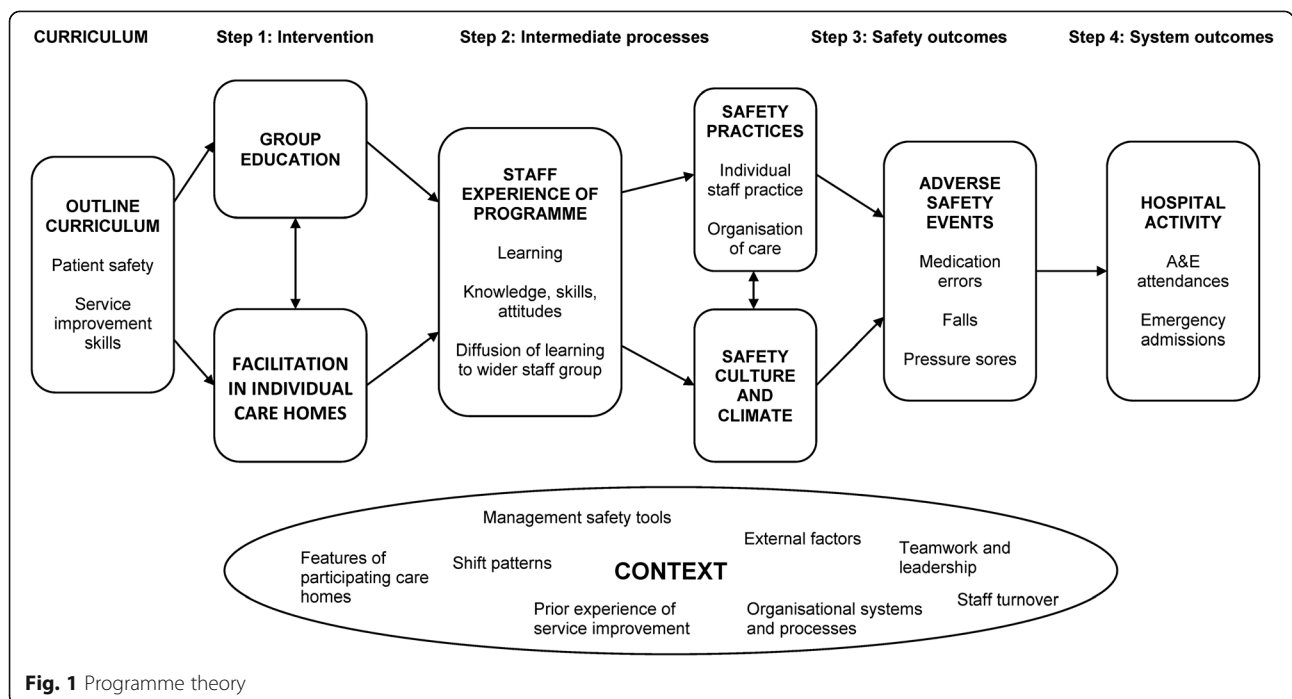 CURRICULUM
Step 1: Intervention
Step 2: Intermediate processes
Step 3: Safety outcomes
Step 4: System outcomes
OUTLINE
CURRICULUM
Patient safety
Service
improvement
skills
GROUP
EDUCATION
FACILITATION
IN INDIVIDUAL
CARE HOMES
STAFF
EXPERIENCE OF
PROGRAMME
Learning
Knowledge, skills,
attitudes
Diffusion of learning
to wider staff group
SAFETY
PRACTICES
Individual
staff practice
Organisation
of care
SAFETY
CULTURE
AND
CLIMATE
ADVERSE
SAFETY
EVENTS
Medication
errors
Falls
Pressure sores
HOSPITAL
ACTIVITY
A&E
attendances
Emergency
admissions
Management safety tools
External factors
Features of
participating care
homes
Shift patterns
CONTEXT
Teamwork and
leadership
Prior experience of
service improvement
Organisational systems
and processes
Staff turnover
Fig. 1 Programme theory